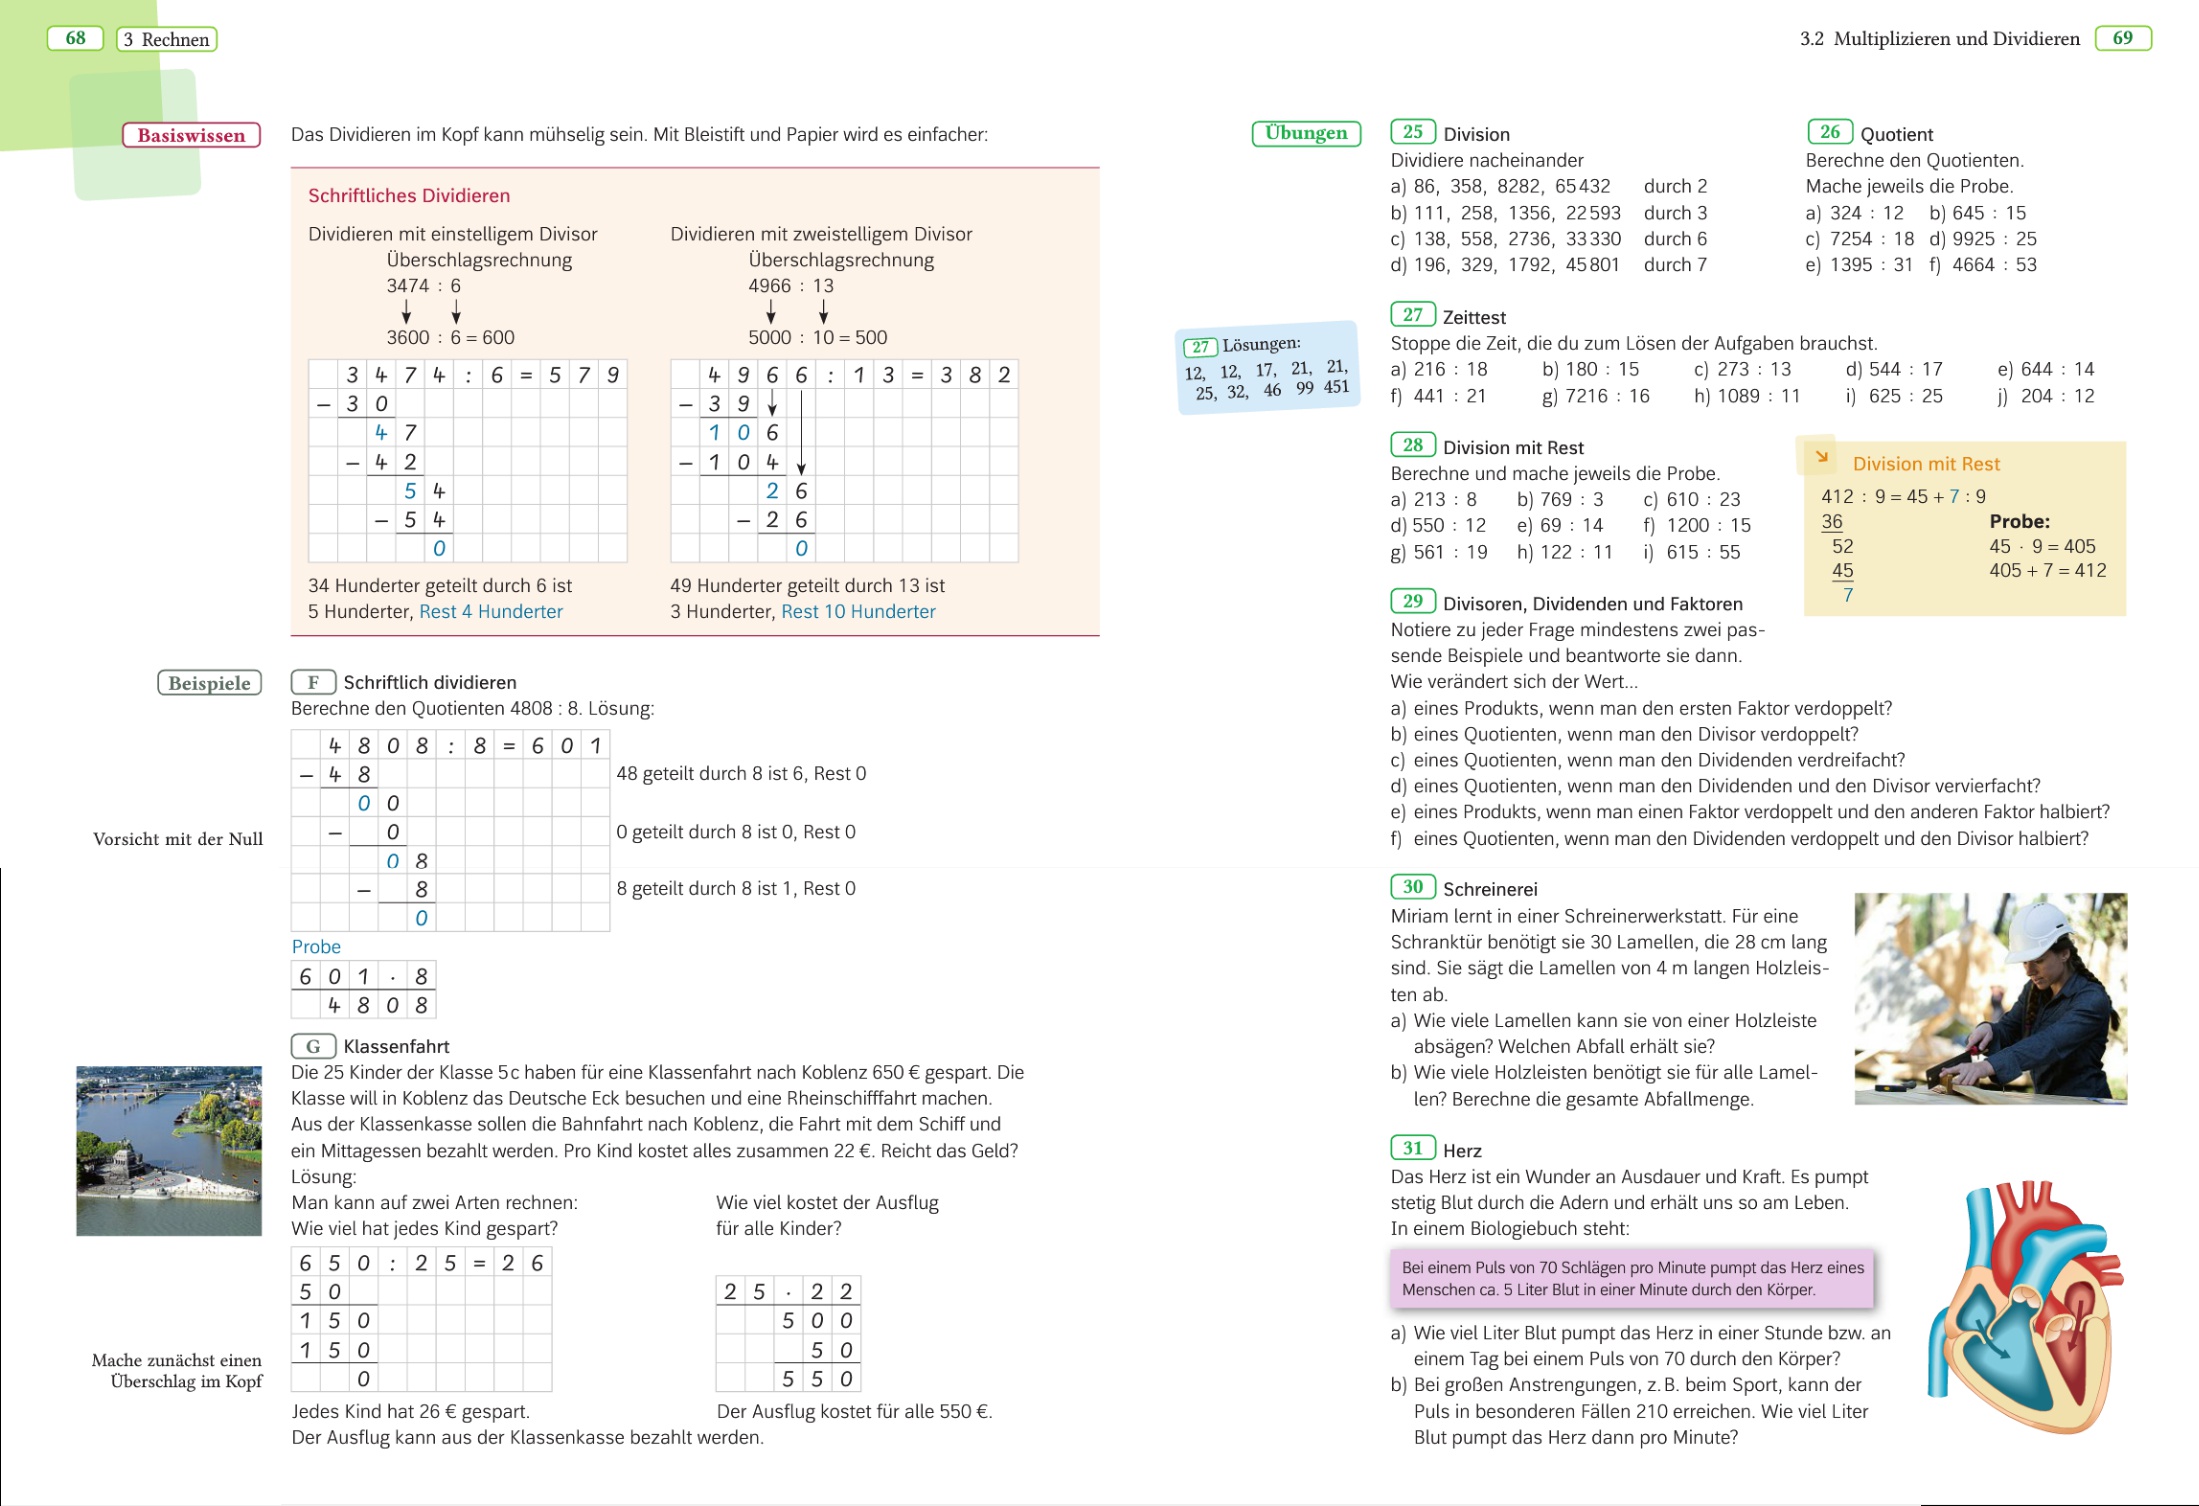 68 3 Rechnen
Basiswissen
Das Dividieren im Kopf kann mühselig sein. Mit Bleistift und Papier wird es einfacher:
Schriftliches Dividieren
Dividieren mit einstelligem Divisor
Überschlagsrechnung
3474 : 6
3600 : 6 = 600
3 4 7 4 : 6 = 5 7 9
– 3 0
4 7
– 4 2
5 4
– 5 4
0
34 Hunderter geteilt durch 6 ist
5 Hunderter, Rest 4 Hunderter
Dividieren mit zweistelligem Divisor
Überschlagsrechnung
4966 : 13
5000 : 10 = 500
4 9 6 6 : 1 3 = 3 8 2
– 3 9
1 0 6
– 1 0 4
2 6
– 2 6
0
49 Hunderter geteilt durch 13 ist
3 Hunderter, Rest 10 Hunderter
Beispiele
F Schriftlich dividieren
Berechne den Quotienten 4808 : 8. Lösung:
4 8 0 8 : 8 = 6 0 1
– 4 8 48 geteilt durch 8 ist 6, Rest 0
0 0
Vorsicht mit der Null
– 0 0 geteilt durch 8 ist 0, Rest 0
0 8
– 8 8 geteilt durch 8 ist 1, Rest 0
0
Probe
6 0 1 · 8
4 8 0 8
G Klassenfahrt
Die 25 Kinder der Klasse 5 c haben für eine Klassenfahrt nach Koblenz 650 € gespart. Die
Klasse will in Koblenz das Deutsche Eck besuchen und eine Rheinschifffahrt machen.
Aus der Klassenkasse sollen die Bahnfahrt nach Koblenz, die Fahrt mit dem Schiff und
ein Mittagessen bezahlt werden. Pro Kind kostet alles zusammen 22 €. Reicht das Geld?
Lösung:
Man kann auf zwei Arten rechnen:
Wie viel hat jedes Kind gespart?
6 5 0 : 2 5 = 2 6
5 0
1 5 0
1 5 0
0
Mache zunächst einen
Überschlag im Kopf
Jedes Kind hat 26 € gespart.
Wie viel kostet der Ausflug
für alle Kinder?
2 5 · 2 2
5 0 0
5 0
5 5 0
Der Ausflug kostet für alle 550 €.
Der Ausflug kann aus der Klassenkasse bezahlt werden.
3.2 Multiplizieren und Dividieren 69
Übungen
25 Division
Dividiere nacheinander
a) 86, 358, 8282, 65 432 durch 2
b) 111, 258, 1356, 22 593 durch 3
c) 138, 558, 2736, 33 330 durch 6
d) 196, 329, 1792, 45 801 durch 7
26 Quotient
Berechne den Quotienten.
Mache jeweils die Probe.
a) 324 : 12 b) 645 : 15
c) 7254 : 18 d) 9925 : 25
e) 1395 : 31 f) 4664 : 53
27 Zeittest
Stoppe die Zeit, die du zum Lösen der Aufgaben brauchst.
a) 216 : 18 b) 180 : 15 c) 273 : 13 d) 544 : 17 e) 644 : 14
f) 441 : 21 g) 7216 : 16 h) 1089 : 11 i) 625 : 25 j) 204 : 12
27 Lösungen:
12, 12, 17, 21, 21,
25, 32, 46 99 451
28 Division mit Rest
Berechne und mache jeweils die Probe.
a) 213 : 8 b) 769 : 3 c) 610 : 23
d) 550 : 12 e) 69 : 14 f) 1200 : 15
g) 561 : 19 h) 122 : 11 i) 615 : 55
Division mit Rest
412 : 9 = 45 + 7 : 9
36 Probe:
52 45 · 9 = 405
45 405 + 7 = 412
7
29 Divisoren, Dividenden und Faktoren
Notiere zu jeder Frage mindestens zwei pas-
sende Beispiele und beantworte sie dann.
Wie verändert sich der Wert…
a) eines Produkts, wenn man den ersten Faktor verdoppelt?
b) eines Quotienten, wenn man den Divisor verdoppelt?
c) eines Quotienten, wenn man den Dividenden verdreifacht?
d) eines Quotienten, wenn man den Dividenden und den Divisor vervierfacht?
e) eines Produkts, wenn man einen Faktor verdoppelt und den anderen Faktor halbiert?
f) eines Quotienten, wenn man den Dividenden verdoppelt und den Divisor halbiert?
30 Schreinerei
Miriam lernt in einer Schreinerwerkstatt. Für eine
Schranktür benötigt sie 30 Lamellen, die 28 cm lang
sind. Sie sägt die Lamellen von 4 m langen Holzleis-
ten ab.
a) Wie viele Lamellen kann sie von einer Holzleiste
absägen? Welchen Abfall erhält sie?
b) Wie viele Holzleisten benötigt sie für alle Lamel-
len? Berechne die gesamte Abfallmenge.
31 Herz
Das Herz ist ein Wunder an Ausdauer und Kraft. Es pumpt
stetig Blut durch die Adern und erhält uns so am Leben.
In einem Biologiebuch steht:
Bei einem Puls von 70 Schlägen pro Minute pumpt das Herz eines
Menschen ca. 5 Liter Blut in einer Minute durch den Körper.
a) Wie viel Liter Blut pumpt das Herz in einer Stunde bzw. an
einem Tag bei einem Puls von 70 durch den Körper?
b) Bei großen Anstrengungen, z. B. beim Sport, kann der
Puls in besonderen Fällen 210 erreichen. Wie viel Liter
Blut pumpt das Herz dann pro Minute?